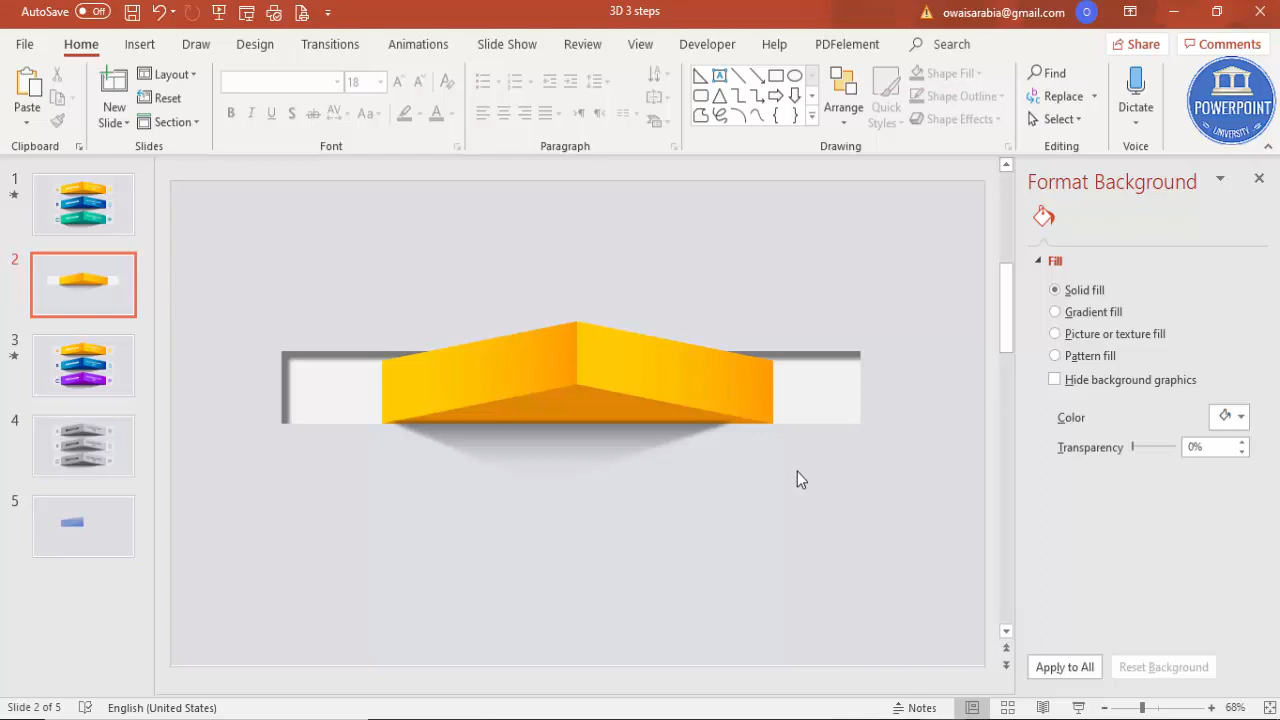 AutoSave Off 3D 3 steps owaisarabia@gmail.com O
File Home Insert Draw Design Transitions Animations Slide Show Review View Developer Help PDFelement Search Share Comments
Paste New Slide Layout Reset Section 18 B I U S ab AV Aa A Arrange Quick Styles Shape Fill Shape Outline Shape Effects Find Replace Select Dictate
POWERPOINT UNIVERSITY
Clipboard Slides Font Paragraph Drawing Editing Voice
1
2
3
4
5
Format Background
Fill
Solid fill
Gradient fill
Picture or texture fill
Pattern fill
Hide background graphics
Color
Transparency 0%
Apply to All Reset Background
Slide 2 of 5 English (United States) Notes 68%